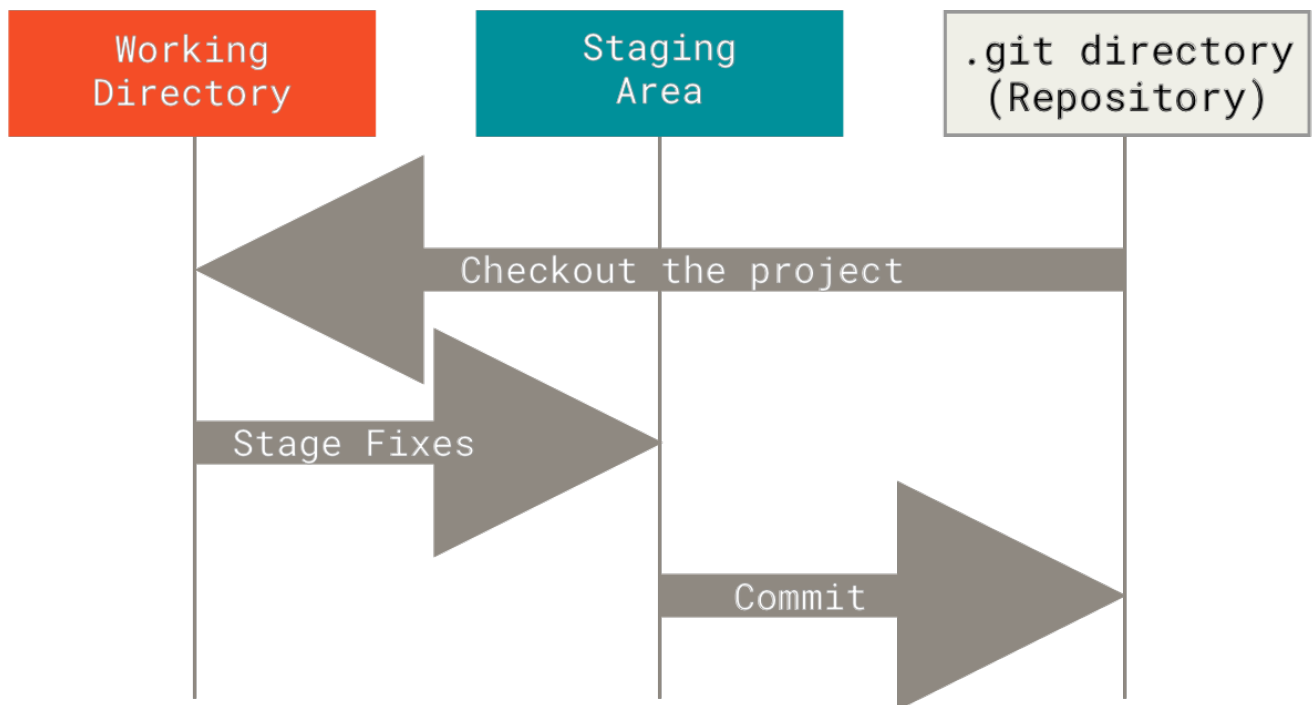 Working
Directory
Staging
Area
.git directory
(Repository)
Checkout the project
Stage Fixes
Commit